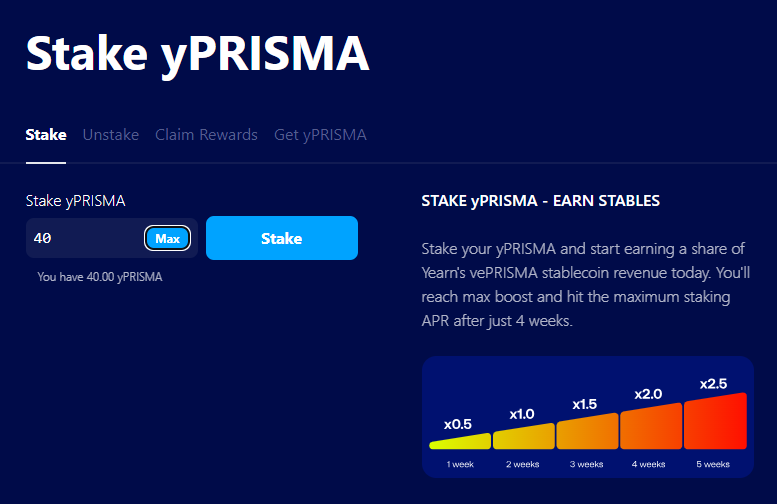 Stake yPRISMA
Stake Unstake Claim Rewards Get yPRISMA
Stake yPRISMA
40 Max Stake
You have 40.00 yPRISMA
STAKE yPRISMA - EARN STABLES
Stake your yPRISMA and start earning a share of
Yearn's vePRISMA stablecoin revenue today. You'll
reach max boost and hit the maximum staking
APR after just 4 weeks.
x0.5 x1.0 x1.5 x2.0 x2.5
1 week 2 weeks 3 weeks 4 weeks 5 weeks